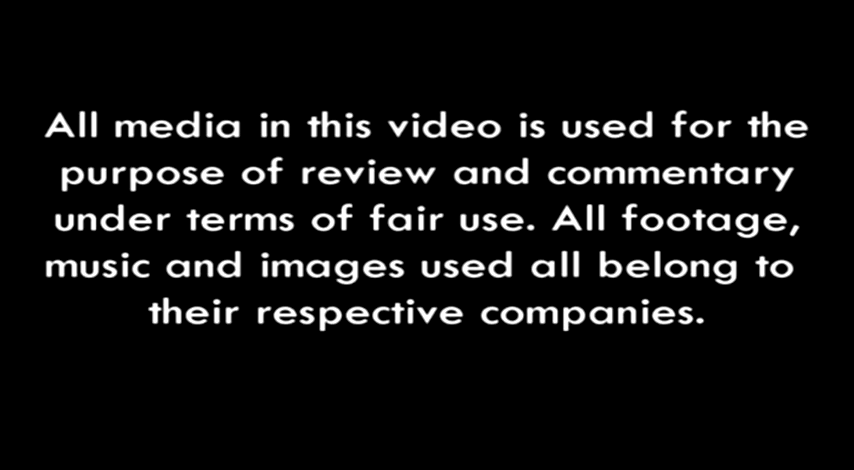 All media in this video is used for the
purpose of review and commentary
under terms of fair use. All footage,
music and images used all belong to
their respective companies.